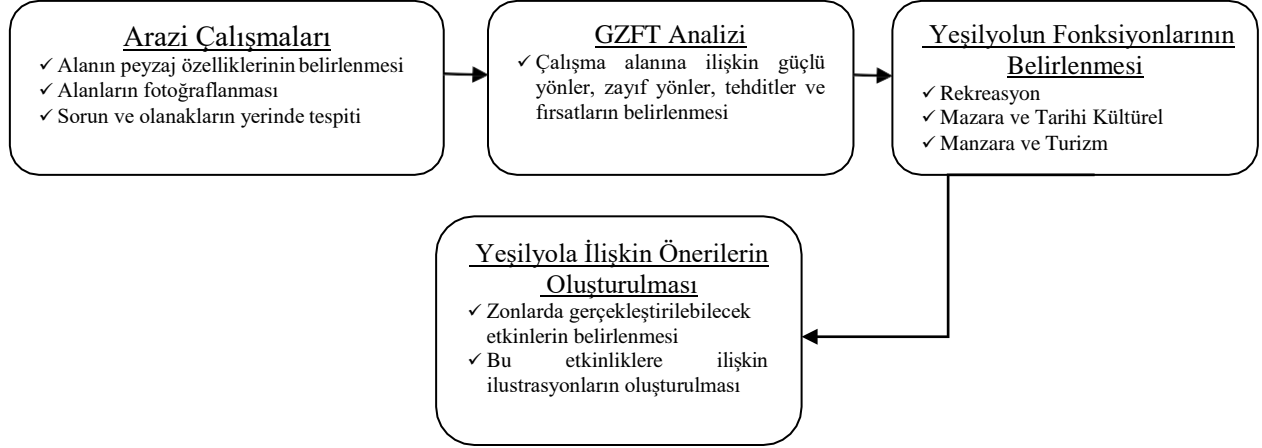 Arazi Çalışmaları
✓ Alanın peyzaj özelliklerinin belirlenmesi
✓ Alanların fotoğraflanması
✓ Sorun ve olanakların yerinde tespiti
GZFT Analizi
✓ Çalışma alanına ilişkin güçlü
yönler, zayıf yönler, tehditler ve
fırsatların belirlenmesi
Yeşilyolun Fonksiyonlarının
Belirlenmesi
✓ Rekreasyon
✓ Mazara ve Tarihi Kültürel
✓ Manzara ve Turizm
Yeşilyola İlişkin Önerilerin
Oluşturulması
✓ Zonlarda gerçekleştirilebilecek
etkinlerin belirlenmesi
✓ Bu etkinliklere ilişkin
ilustrasyonların oluşturulması